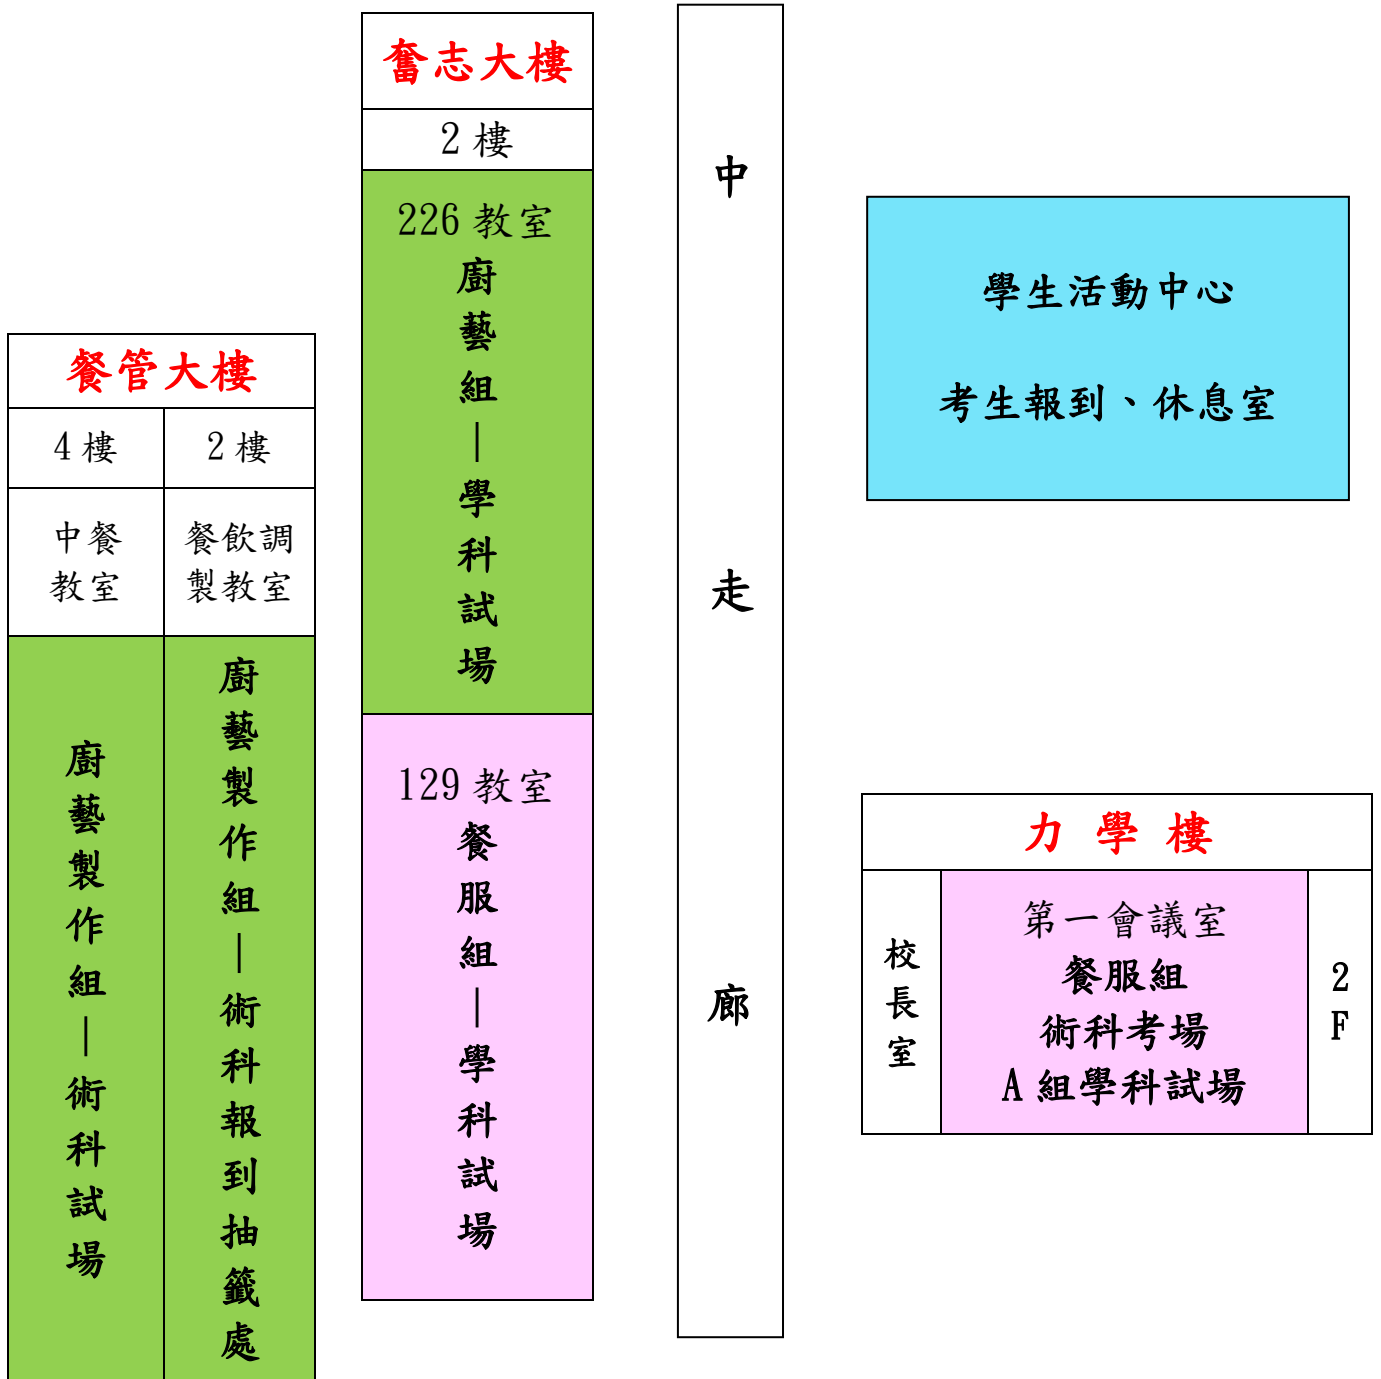 奮志大樓
2樓
226教室
廚藝組｜學科試場
129教室
餐服組｜學科試場
餐管大樓
4樓
2樓
中餐
教室
餐飲調
製教室
廚藝製作組｜術科試場
廚藝製作組｜術科報到抽籤處
中走廊
學生活動中心
考生報到、休息室
力學樓
校長室
第一會議室
餐服組
術科考場
A組學科試場
2F